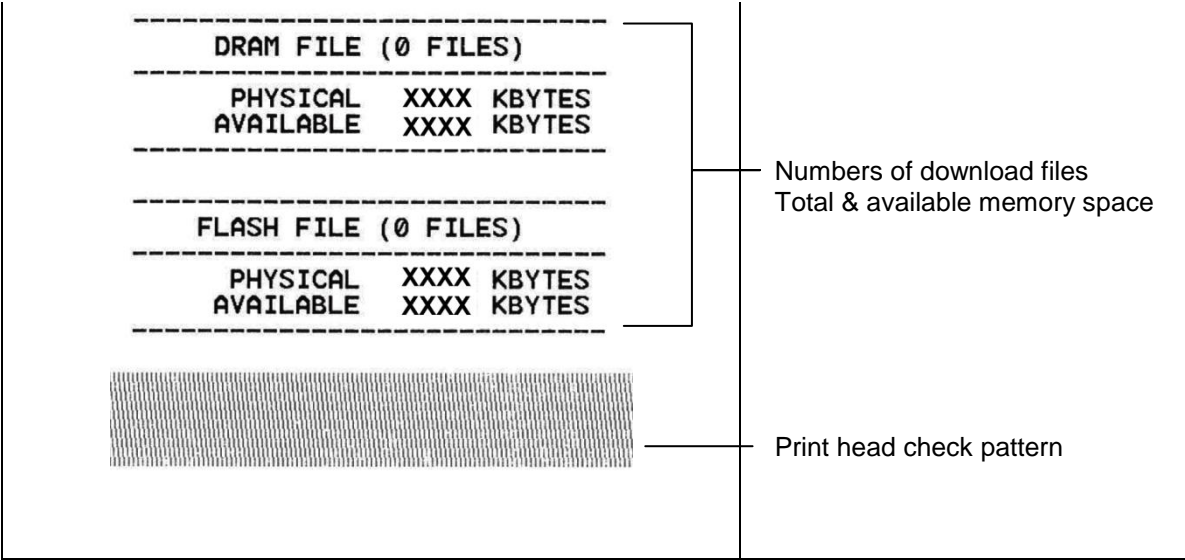 DRAM FILE (0 FILES)
PHYSICAL XXXX KBYTES
AVAILABLE XXXX KBYTES
FLASH FILE (0 FILES)
PHYSICAL XXXX KBYTES
AVAILABLE XXXX KBYTES
Numbers of download files
Total & available memory space
Print head check pattern